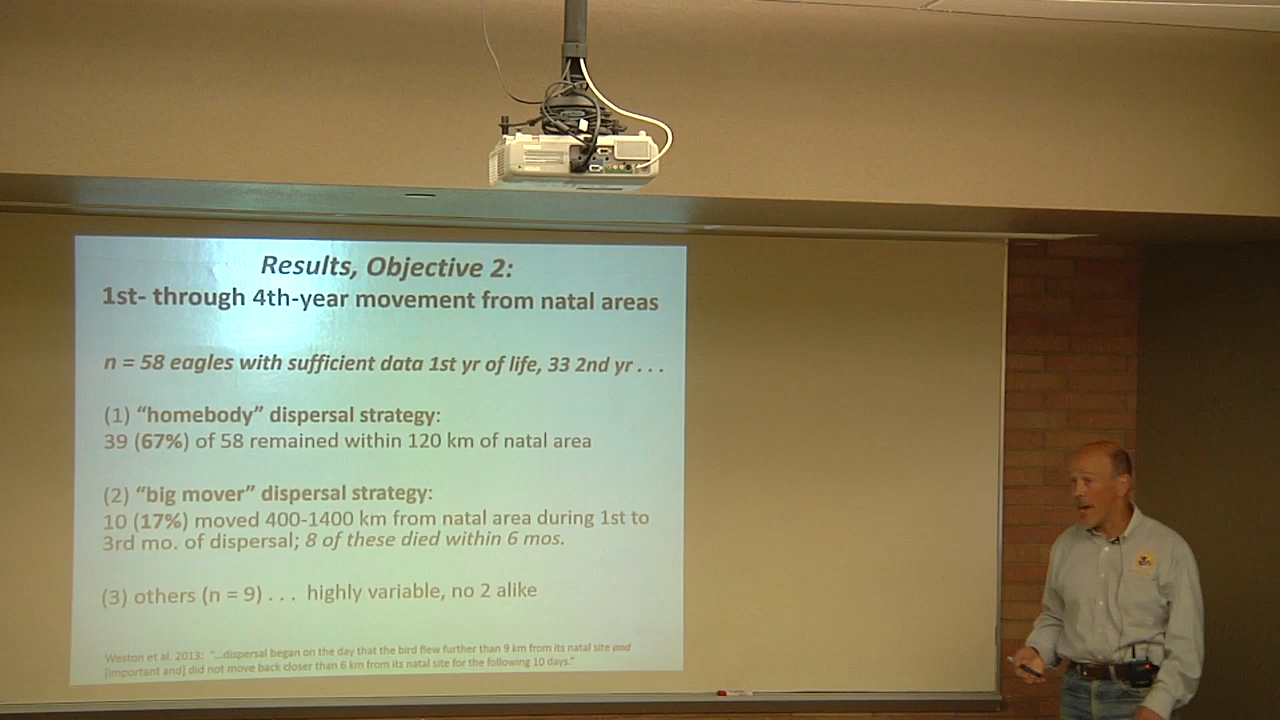 Results, Objective 2:
1st- through 4th-year movement from natal areas
n = 58 eagles with sufficient data 1st yr of life, 33 2nd yr . . .
(1) “homebody” dispersal strategy:
39 (67%) of 58 remained within 120 km of natal area
(2) “big mover” dispersal strategy:
10 (17%) moved 400-1400 km from natal area during 1st to
3rd mo. of dispersal; 8 of these died within 6 mos.
(3) others (n = 9) . . . highly variable, no 2 alike
Weston et al. 2013: “...dispersal began on the day that the bird flew further than 9 km from its natal site and
[important and] did not move back closer than 6 km from its natal site for the following 10 days.”